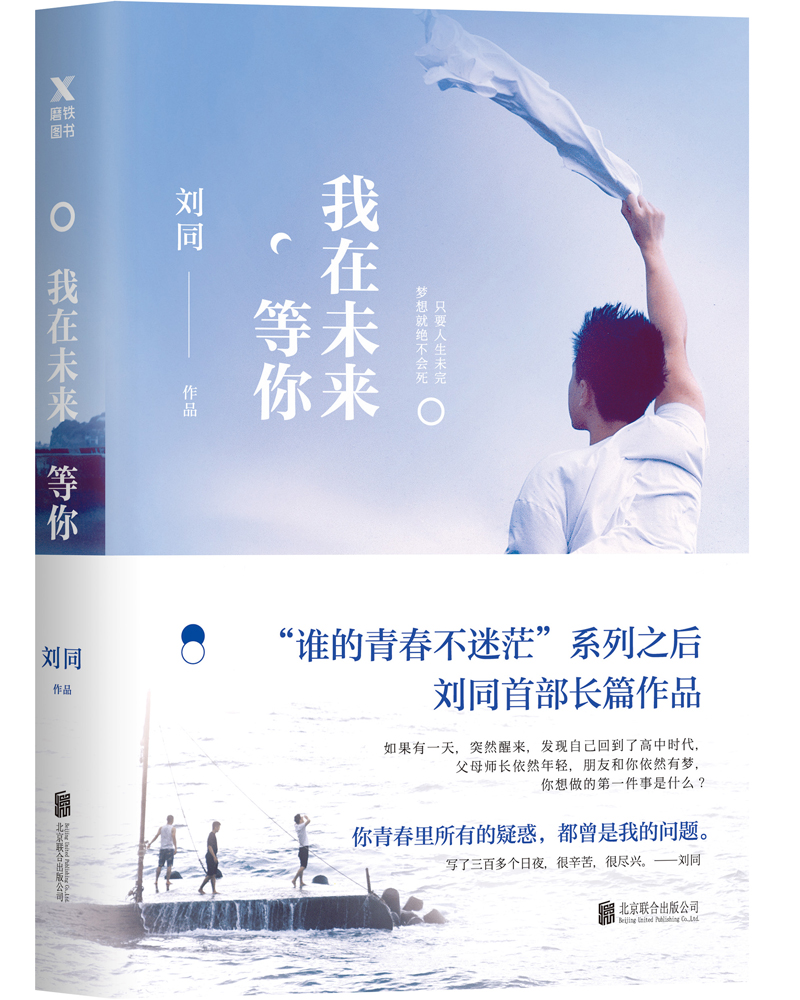 磨铁
图书
我在未来
等你
刘同
作品
北京联合出版公司
Beijing United Publishing Co.,Ltd.
刘同
作品
我在未来
等你
只要人生未完
梦想就绝不会死
“谁的青春不迷茫”系列之后
刘同首部长篇作品
如果有一天，突然醒来，发现自己回到了高中时代，
父母师长依然年轻，朋友和你依然有梦，
你想做的第一件事是什么？
你青春里所有的疑惑，都曾是我的问题。
写了三百多个日夜，很辛苦，很尽兴，——刘同
北京联合出版公司
Beijing United Publishing Co.,Ltd.